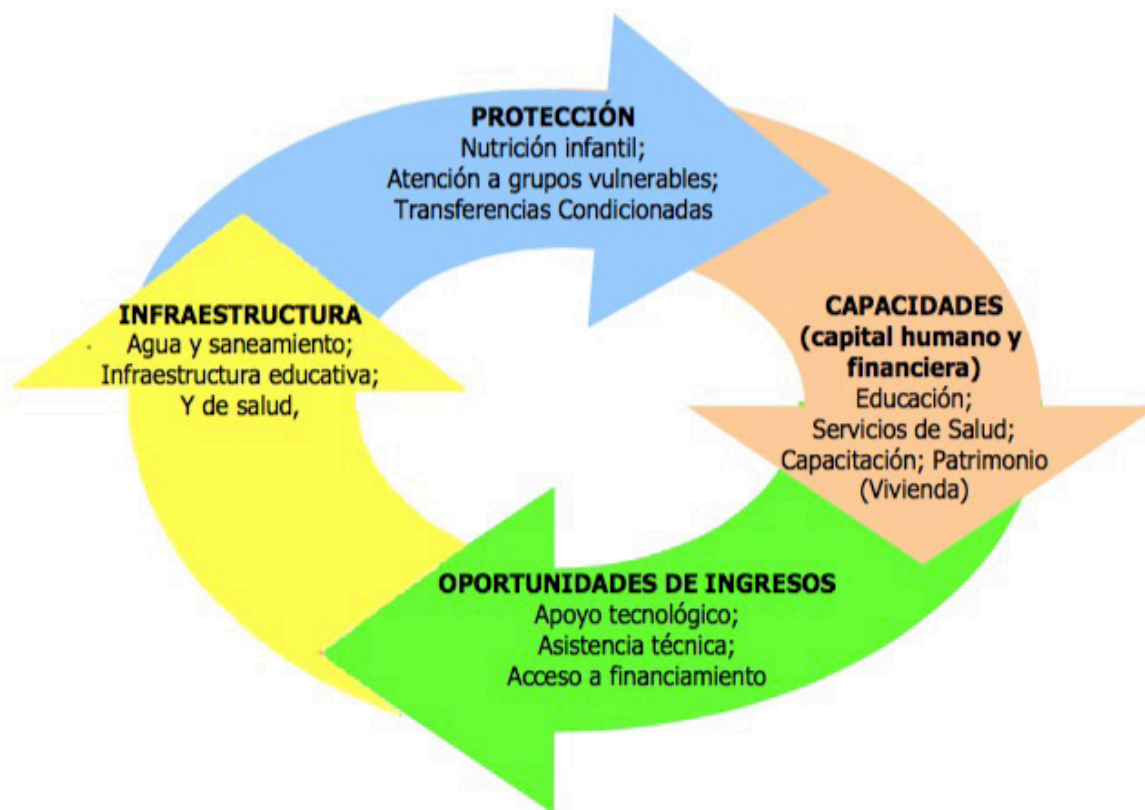 PROTECCIÓN
Nutrición infantil;
Atención a grupos vulnerables;
Transferencias Condicionadas
CAPACIDADES
(capital humano y
financiera)
Educación;
Servicios de Salud;
Capacitación; Patrimonio
(Vivienda)
OPORTUNIDADES DE INGRESOS
Apoyo tecnológico;
Asistencia técnica;
Acceso a financiamiento
INFRAESTRUCTURA
Agua y saneamiento;
Infraestructura educativa;
Y de salud,